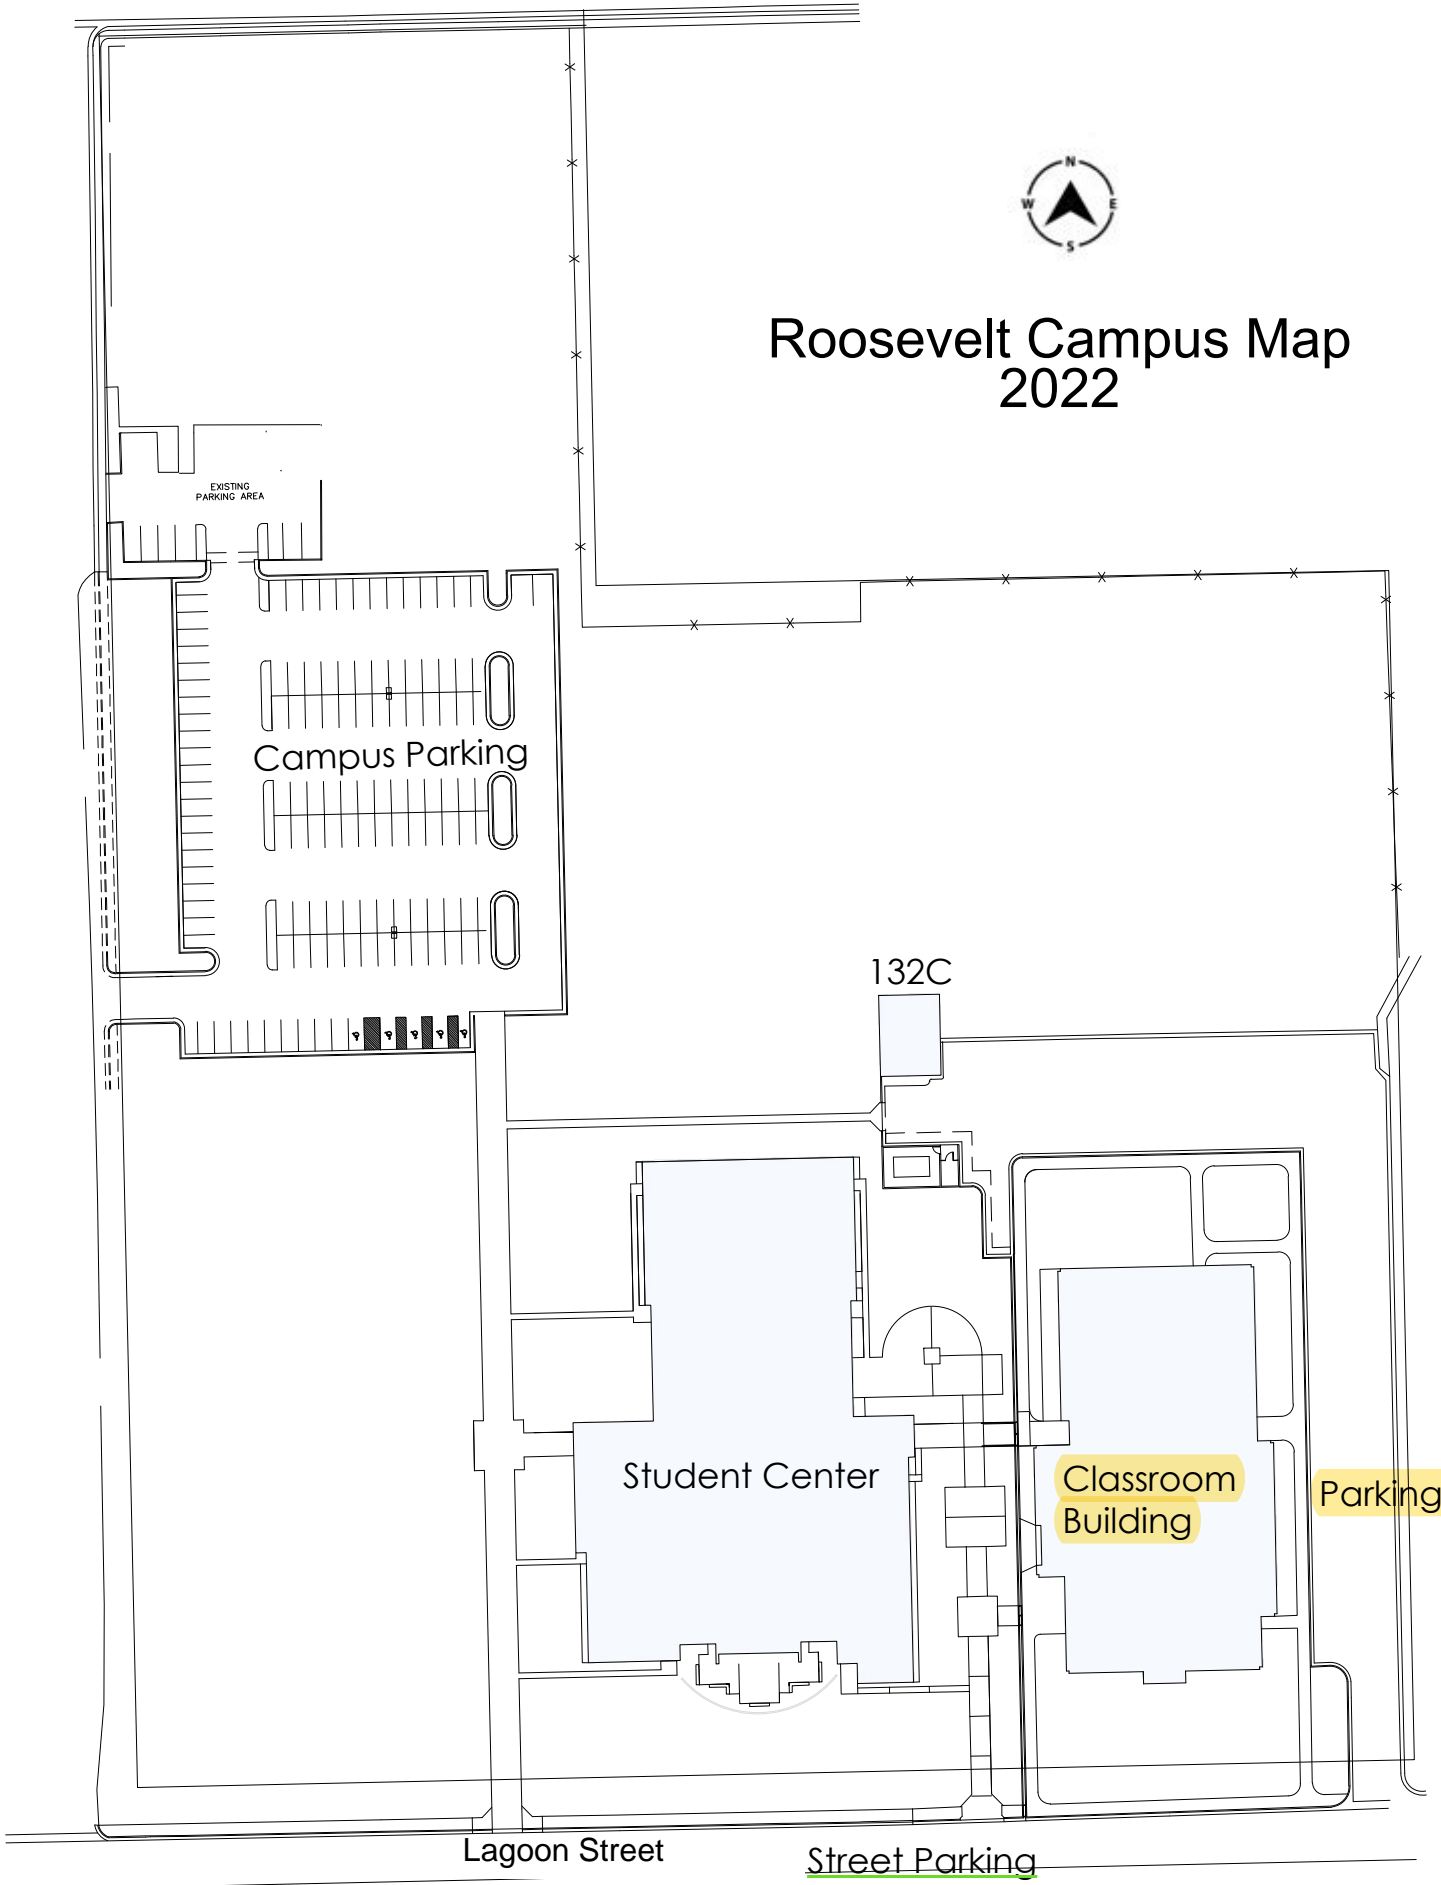 N
W E
S
Roosevelt Campus Map
2022
EXISTING
PARKING AREA
Campus Parking
132C
Student Center
Classroom
Building
Parking
Lagoon Street
Street Parking